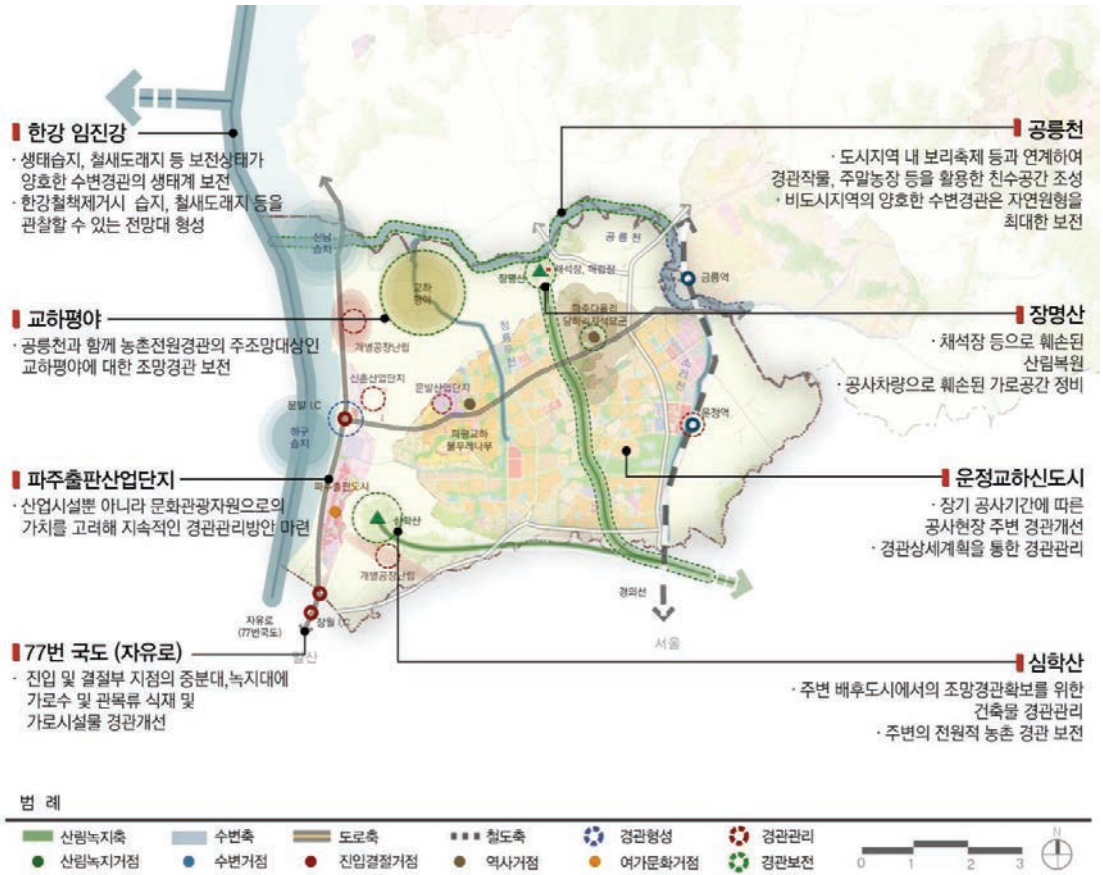 한강 임진강
· 생태습지, 철새도래지 등 보전상태가
양호한 수변경관의 생태계 보전
· 한강철책제거시 습지, 철새도래지 등을
관찰할 수 있는 전망대 형성
교하평야
· 공릉천과 함께 농촌전원경관의 주조망대상인
교하평야에 대한 조망경관 보전
파주출판산업단지
· 산업시설뿐 아니라 문화관광자원으로의
가치를 고려해 지속적인 경관관리방안 마련
77번 국도 (자유로)
· 진입 및 결절부 지점의 중분대,녹지대에
가로수 및 관목류 식재 및
가로시설물 경관개선
공릉천
· 도시지역 내 보리축제 등과 연계하여
경관작물, 주말농장 등을 활용한 친수공간 조성
· 비도시지역의 양호한 수변경관은 자연원형을
최대한 보전
장명산
· 채석장 등으로 훼손된
산림복원
· 공사차량으로 훼손된 가로공간 정비
운정교하신도시
· 장기 공사기간에 따른
공사현장 주변 경관개선
· 경관상세계획을 통한 경관관리
심학산
· 주변 배후도시에서의 조망경관확보를 위한
건축물 경관관리
· 주변의 전원적 농촌 경관 보전
습지
공릉천
교하
평야
장명산
금릉역
개별공장난립
신촌산업단지
문발산업단지
문발 I.C
하구
습지
파평교하
물푸레나무
소리천
운정역
파주출판도시
심학산
개별공장난립
경의선
서울
자유로
(77번국도)
장월 I.C
일산
범 례
산림녹지축
수변축
도로축
철도축
경관형성
경관관리
산림녹지거점
수변거점
진입결절거점
역사거점
여가문화거점
경관보전
0 1 2 3
N